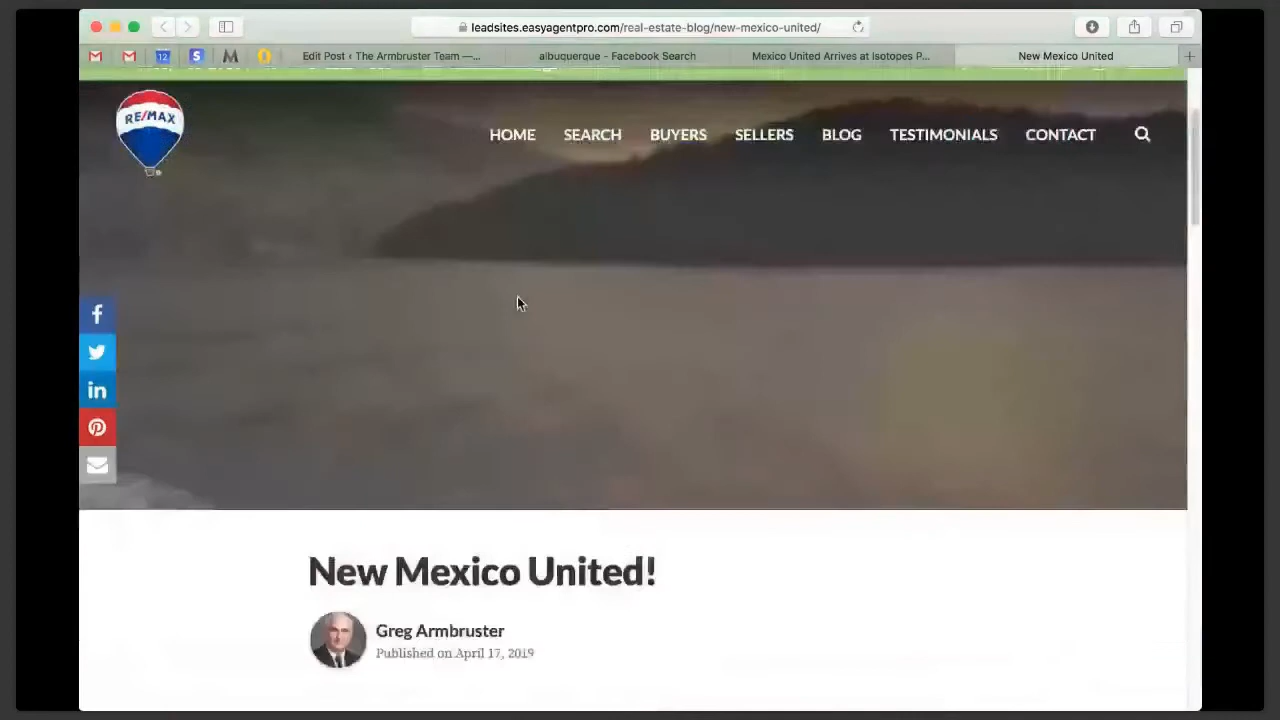 leadsites.easyagentpro.com/real-estate-blog/new-mexico-united/
12
S
M
Edit Post ‹ The Armbruster Team —...
albuquerque - Facebook Search
Mexico United Arrives at Isotopes P...
New Mexico United
+
RE/MAX
HOME
SEARCH
BUYERS
SELLERS
BLOG
TESTIMONIALS
CONTACT
New Mexico United!
Greg Armbruster
Published on April 17, 2019